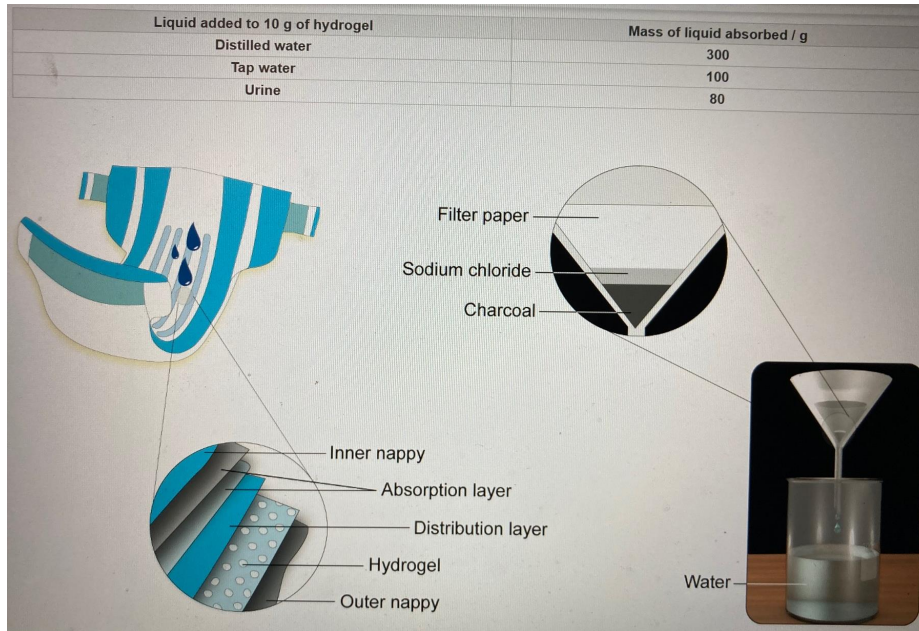 Liquid added to 10 g of hydrogel Mass of liquid absorbed / g
Distilled water 300
Tap water 100
Urine 80
Filter paper
Sodium chloride
Charcoal
Inner nappy
Absorption layer
Distribution layer
Hydrogel
Outer nappy
Water